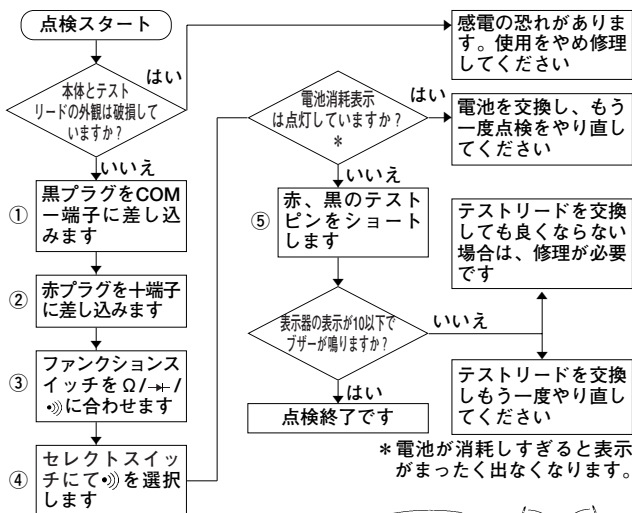 点検スタート
本体とテスト
リードの外観は破損して
いますか？
はい
いいえ
感電の恐れがありま
す。使用をやめ修理
してください
① 黒プラグをCOM
ー端子に差し込
みます
② 赤プラグを＋端子
に差し込みます
③ ファンクションス
イッチをΩ/
/
に合わせます
④ セレクトスイッ
チにて•)))を選択
します
電池消耗表示
は点灯していますか？
＊
はい
いいえ
電池を交換し、もう
一度点検をやり直し
てください
⑤ 赤、黒のテスト
ピンをショート
します
表示器の表示が10以下で
ブザーが鳴りますか？
いいえ
はい
点検終了です
テストリードを交換
しても良くならない
場合は、修理が必要
です
テストリードを交換
しもう一度やり直し
てください
＊電池が消耗しすぎると表示
がまったく出なくなります。